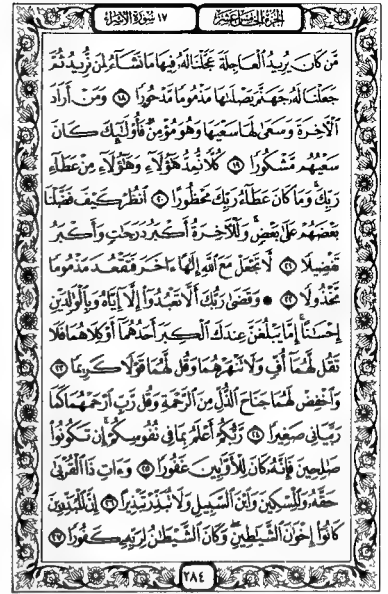 الجزء الخامس عشر
١٧ سورة الإسراء
مَّن كَانَ يُرِيدُ ٱلْعَاجِلَةَ عَجَّلْنَا لَهُۥ فِيهَا مَا نَشَآءُ لِمَن نُّرِيدُ ثُمَّ
جَعَلْنَا لَهُۥ جَهَنَّمَ يَصْلَىٰهَا مَذْمُومًا مَّدْحُورًا ١٨ وَمَنْ أَرَادَ
ٱلْأَخِرَةَ وَسَعَىٰ لَهَا سَعْيَهَا وَهُوَ مُؤْمِنٌ فَأُو۟لَٰٓئِكَ كَانَ
سَعْيُهُم مَّشْكُورًا ١٩ كُلًّا نُّمِدُّ هَٰٓؤُلَآءِ وَهَٰٓؤُلَآءِ مِنْ عَطَآءِ
رَبِّكَ وَمَا كَانَ عَطَآءُ رَبِّكَ مَحْظُورًا ٢٠ ٱنظُرْ كَيْفَ فَضَّلْنَا
بَعْضَهُمْ عَلَىٰ بَعْضٍ وَلَلْأَخِرَةُ أَكْبَرُ دَرَجَٰتٍ وَأَكْبَرُ
تَفْضِيلًا ٢١ لَّا تَجْعَلْ مَعَ ٱللَّهِ إِلَٰهًا ءَاخَرَ فَتَقْعُدَ مَذْمُومًا
مَّخْذُولًا ٢٢ ● وَقَضَىٰ رَبُّكَ أَلَّا تَعْبُدُوٓا۟ إِلَّآ إِيَّاهُ وَبِٱلْوَٰلِدَيْنِ
إِحْسَٰنًا إِمَّا يَبْلُغَنَّ عِندَكَ ٱلْكِبَرَ أَحَدُهُمَآ أَوْ كِلَاهُمَا فَلَا
تَقُل لَّهُمَآ أُفٍّ وَلَا تَنْهَرْهُمَا وَقُل لَّهُمَا قَوْلًا كَرِيمًا ٢٣
وَٱخْفِضْ لَهُمَا جَنَاحَ ٱلذُّلِّ مِنَ ٱلرَّحْمَةِ وَقُل رَّبِّ ٱرْحَمْهُمَا كَمَا
رَبَّيَانِى صَغِيرًا ٢٤ رَّبُّكُمْ أَعْلَمُ بِمَا فِى نُفُوسِكُمْ إِن تَكُونُوا۟
صَٰلِحِينَ فَإِنَّهُۥ كَانَ لِلْأَوَّٰبِينَ غَفُورًا ٢٥ وَءَاتِ ذَا ٱلْقُرْبَىٰ
حَقَّهُۥ وَٱلْمِسْكِينَ وَٱبْنَ ٱلسَّبِيلِ وَلَا تُبَذِّرْ تَبْذِيرًا ٢٦ إِنَّ ٱلْمُبَذِّرِينَ
كَانُوٓا۟ إِخْوَٰنَ ٱلشَّيَٰطِينِ وَكَانَ ٱلشَّيْطَٰنُ لِرَبِّهِۦ كَفُورًا ٢٧
٢٨٤